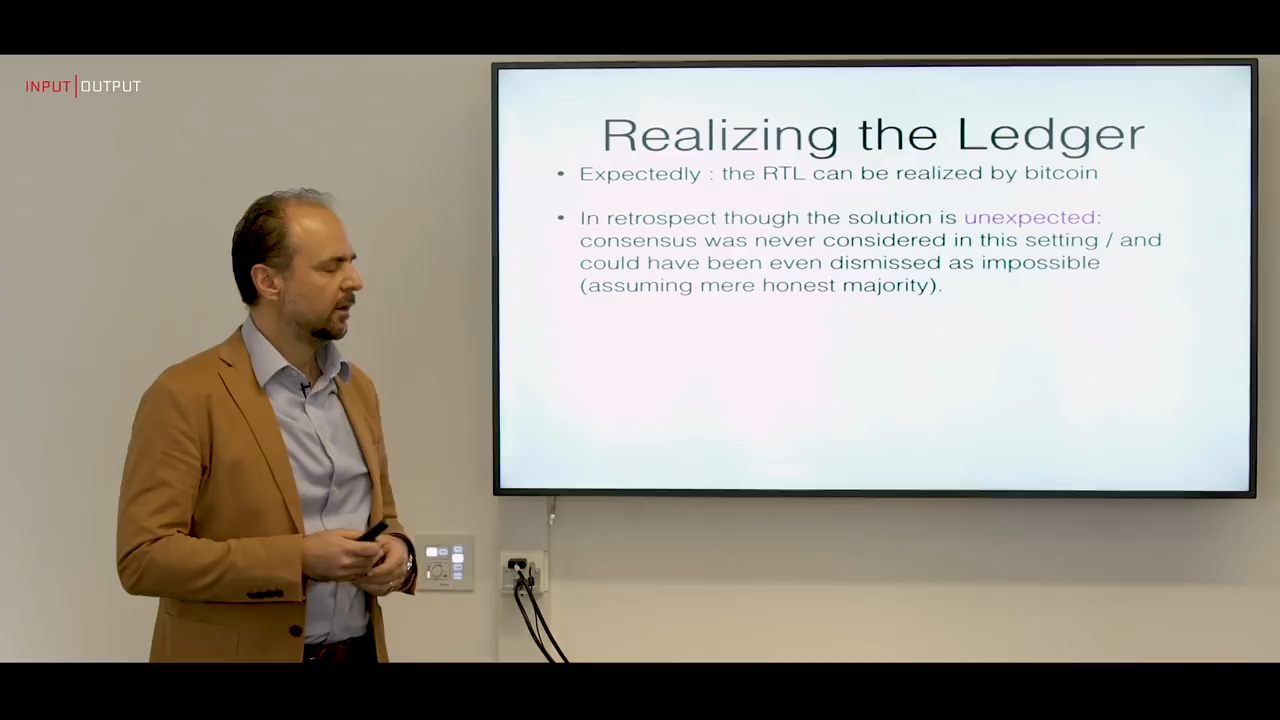 INPUT|OUTPUT
Realizing the Ledger
• Expectedly : the RTL can be realized by bitcoin
• In retrospect though the solution is unexpected:
consensus was never considered in this setting / and
could have been even dismissed as impossible
(assuming mere honest majority).